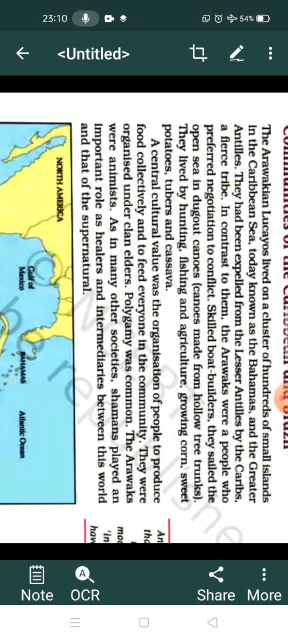 23:10
54%
<Untitled>
Communities of the Caribbean and Brazil
The Arawakian Lucayos lived on a cluster of hundreds of small islands
in the Caribbean Sea, today known as the Bahamas, and the Greater
Antilles. They had been expelled from the Lesser Antilles by the Caribs,
a fierce tribe. In contrast to them, the Arawaks were a people who
preferred negotiation to conflict. Skilled boat-builders, they sailed the
open sea in dugout canoes (canoes made from hollow tree trunks).
They lived by hunting, fishing and agriculture, growing corn, sweet
potatoes, tubers and cassava.
A central cultural value was the organisation of people to produce
food collectively and to feed everyone in the community. They were
organised under clan elders. Polygamy was common. The Arawaks
were animists. As in many other societies, shamans played an
important role as healers and intermediaries between this world
and that of the supernatural.
NORTH AMERICA
Gulf of
Mexico
BAHAMAS
Atlantic Ocean
Note
OCR
Share
More